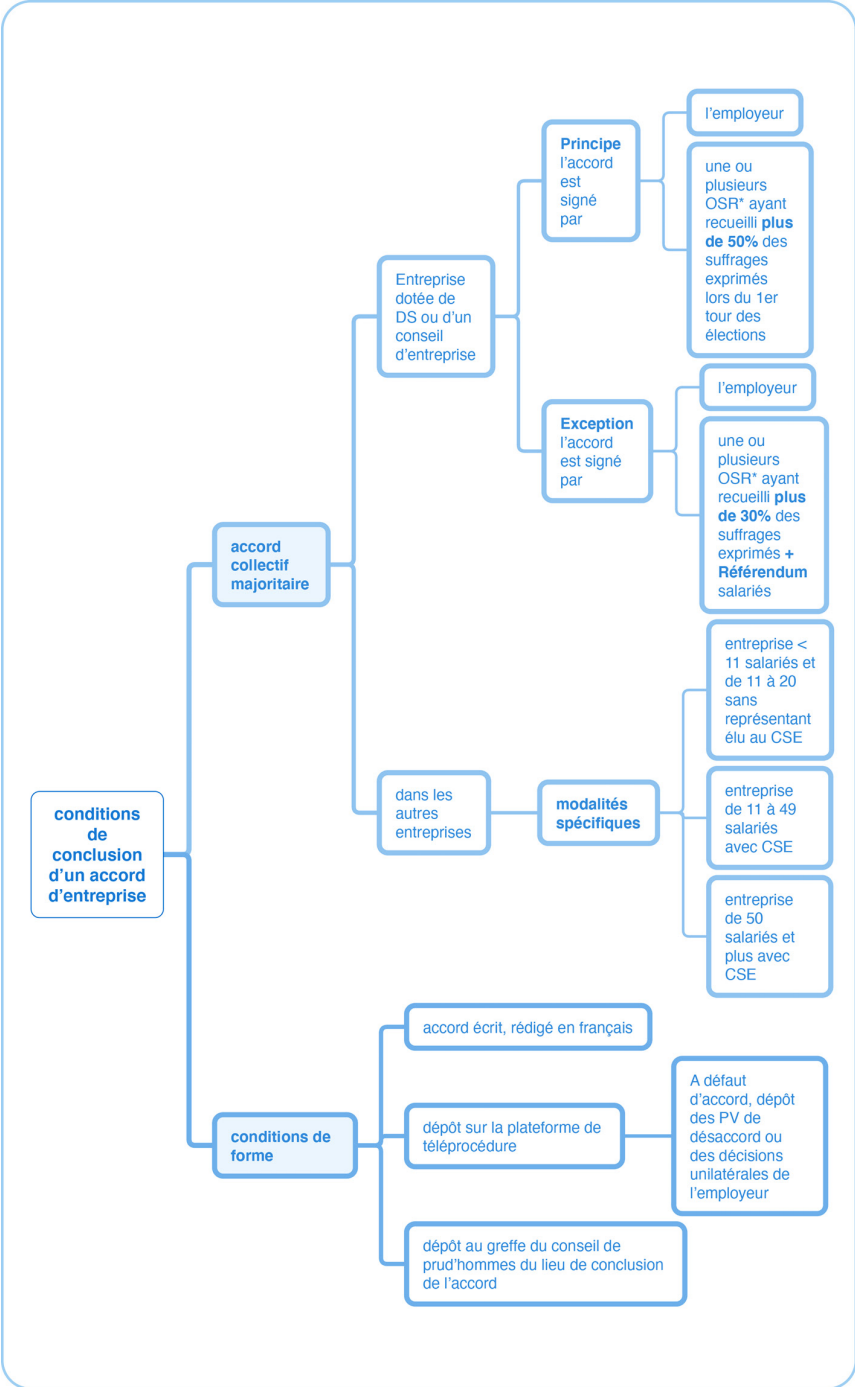 conditions
de
conclusion
d’un accord
d’entreprise
accord
collectif
majoritaire
Entreprise
dotée de
DS ou d’un
conseil
d’entreprise
Principe
l’accord
est
signé
par
l’employeur
une ou
plusieurs
OSR* ayant
recueilli plus
de 50% des
suffrages
exprimés
lors du 1er
tour des
élections
Exception
l’accord
est signé
par
l’employeur
une ou
plusieurs
OSR* ayant
recueilli plus
de 30% des
suffrages
exprimés +
Référendum
salariés
dans les
autres
entreprises
modalités
spécifiques
entreprise <
11 salariés et
de 11 à 20
sans
représentant
élu au CSE
entreprise
de 11 à 49
salariés
avec CSE
entreprise
de 50
salariés et
plus avec
CSE
conditions de
forme
accord écrit, rédigé en français
dépôt sur la plateforme de
téléprocédure
A défaut
d’accord, dépôt
des PV de
désaccord ou
des décisions
unilatérales de
l’employeur
dépôt au greffe du conseil de
prud’hommes du lieu de conclusion
de l’accord